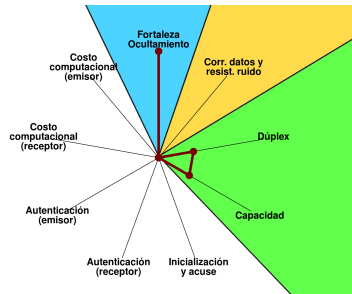 Fortaleza
Ocultamiento
Costo
computacional
(emisor)
Corr. datos y
resist. ruido
Costo
computacional
(receptor)
Dúplex
Autenticación
(emisor)
Capacidad
Autenticación
(receptor)
Inicialización
y acuse